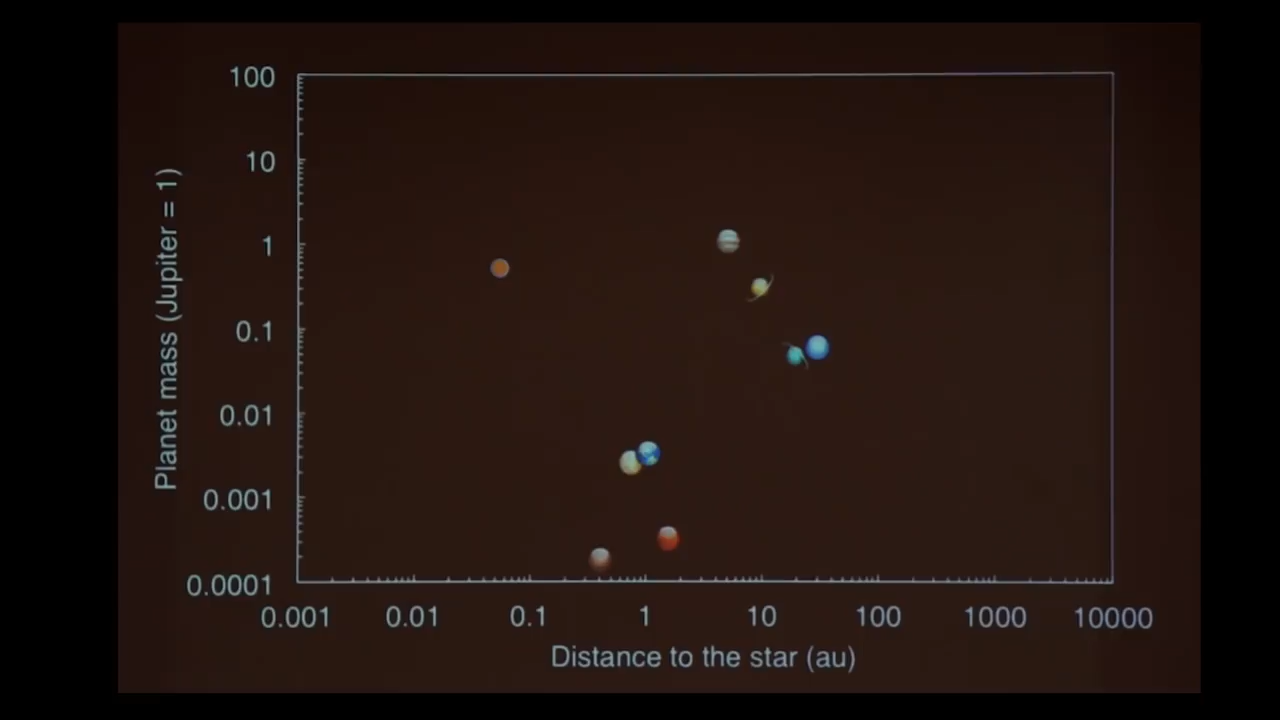 100
10
1
0.1
0.01
0.001
0.0001
Planet mass (Jupiter = 1)
0.001 0.01 0.1 1 10 100 1000 10000
Distance to the star (au)